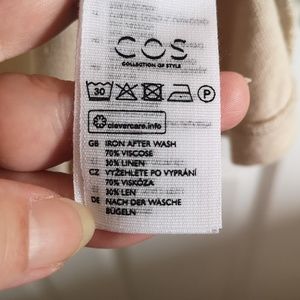 COS
COLLECTION OF STYLE
30 P
clevercare.info
GB IRON AFTER WASH
70% VISCOSE
30% LINEN
CZ VYŽEHLETE PO VYPRÁNÍ
70% VISKÓZA
30% LEN
DE NACH DER WÄSCHE
BÜGELN